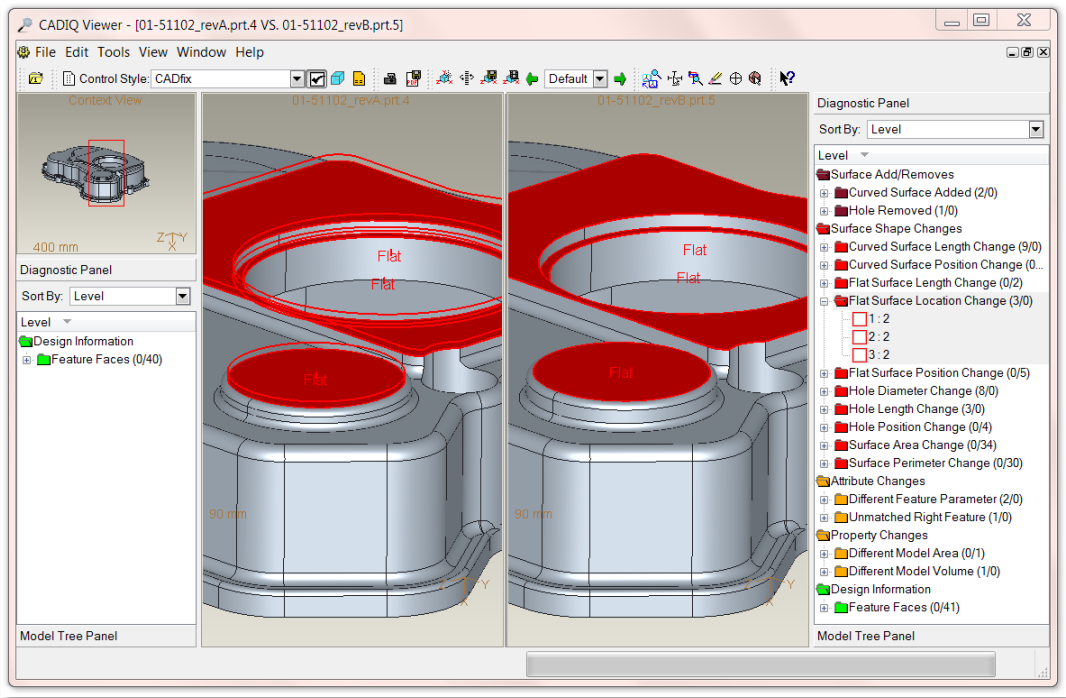 CADIQ Viewer - [01-51102_revA.prt.4 VS. 01-51102_revB.prt.5]
File Edit Tools View Window Help
Control Style: CADfix
Default
Context View
400 mm
Z Y
X
Diagnostic Panel
Sort By: Level
Level
Design Information
Feature Faces (0/40)
Model Tree Panel
01-51102_revA.prt.4
Flat
Flat
Flat
90 mm
Z Y
X
01-51102_revB.prt.5
Flat
Flat
Flat
90 mm
Z Y
X
Diagnostic Panel
Sort By: Level
Level
Surface Add/Removes
Curved Surface Added (2/0)
Hole Removed (1/0)
Surface Shape Changes
Curved Surface Length Change (9/0)
Curved Surface Position Change (0...
Flat Surface Length Change (0/2)
Flat Surface Location Change (3/0)
1 : 2
2 : 2
3 : 2
Flat Surface Position Change (0/5)
Hole Diameter Change (8/0)
Hole Length Change (3/0)
Hole Position Change (0/4)
Surface Area Change (0/34)
Surface Perimeter Change (0/30)
Attribute Changes
Different Feature Parameter (2/0)
Unmatched Right Feature (1/0)
Property Changes
Different Model Area (0/1)
Different Model Volume (1/0)
Design Information
Feature Faces (0/41)
Model Tree Panel